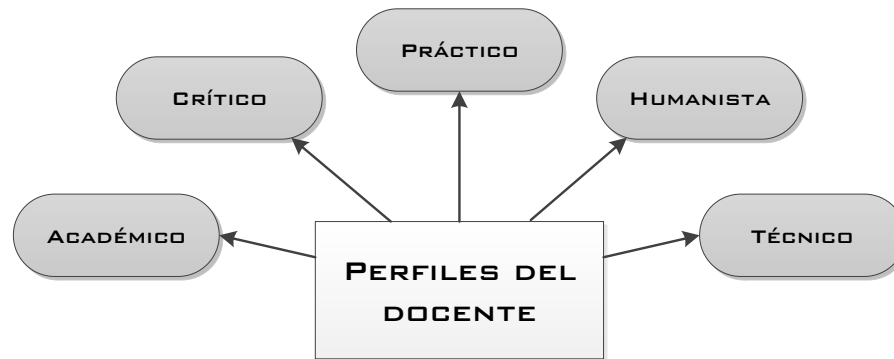 Práctico
Crítico
Humanista
Académico
Técnico
Perfiles del
docente